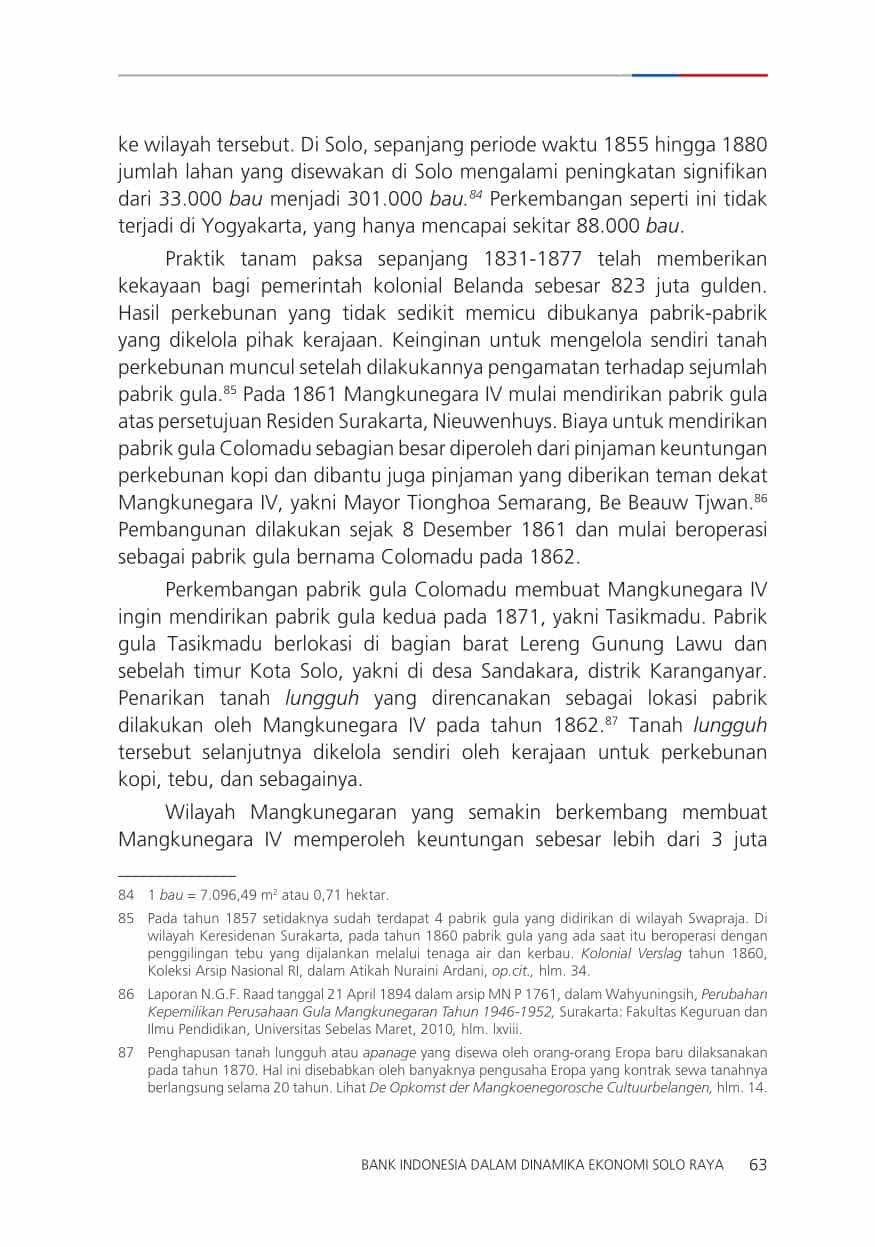 ke wilayah tersebut. Di Solo, sepanjang periode waktu 1855 hingga 1880
jumlah lahan yang disewakan di Solo mengalami peningkatan signifikan
dari 33.000 bau menjadi 301.000 bau.84 Perkembangan seperti ini tidak
terjadi di Yogyakarta, yang hanya mencapai sekitar 88.000 bau.
Praktik tanam paksa sepanjang 1831-1877 telah memberikan
kekayaan bagi pemerintah kolonial Belanda sebesar 823 juta gulden.
Hasil perkebunan yang tidak sedikit memicu dibukanya pabrik-pabrik
yang dikelola pihak kerajaan. Keinginan untuk mengelola sendiri tanah
perkebunan muncul setelah dilakukannya pengamatan terhadap sejumlah
pabrik gula.85 Pada 1861 Mangkunegara IV mulai mendirikan pabrik gula
atas persetujuan Residen Surakarta, Nieuwenhuys. Biaya untuk mendirikan
pabrik gula Colomadu sebagian besar diperoleh dari pinjaman keuntungan
perkebunan kopi dan dibantu juga pinjaman yang diberikan teman dekat
Mangkunegara IV, yakni Mayor Tionghoa Semarang, Be Beauw Tjwan.86
Pembangunan dilakukan sejak 8 Desember 1861 dan mulai beroperasi
sebagai pabrik gula bernama Colomadu pada 1862.
Perkembangan pabrik gula Colomadu membuat Mangkunegara IV
ingin mendirikan pabrik gula kedua pada 1871, yakni Tasikmadu. Pabrik
gula Tasikmadu berlokasi di bagian barat Lereng Gunung Lawu dan
sebelah timur Kota Solo, yakni di desa Sandakara, distrik Karanganyar.
Penarikan tanah lungguh yang direncanakan sebagai lokasi pabrik
dilakukan oleh Mangkunegara IV pada tahun 1862.87 Tanah lungguh
tersebut selanjutnya dikelola sendiri oleh kerajaan untuk perkebunan
kopi, tebu, dan sebagainya.
Wilayah Mangkunegaran yang semakin berkembang membuat
Mangkunegara IV memperoleh keuntungan sebesar lebih dari 3 juta
84 1 bau = 7.096,49 m2 atau 0,71 hektar.
85 Pada tahun 1857 setidaknya sudah terdapat 4 pabrik gula yang didirikan di wilayah Swapraja. Di
wilayah Keresidenan Surakarta, pada tahun 1860 pabrik gula yang ada saat itu beroperasi dengan
penggilingan tebu yang dijalankan melalui tenaga air dan kerbau. Kolonial Verslag tahun 1860,
Koleksi Arsip Nasional RI, dalam Atikah Nuraini Ardani, op.cit., hlm. 34.
86 Laporan N.G.F. Raad tanggal 21 April 1894 dalam arsip MN P 1761, dalam Wahyuningsih, Perubahan
Kepemilikan Perusahaan Gula Mangkunegaran Tahun 1946-1952, Surakarta: Fakultas Keguruan dan
Ilmu Pendidikan, Universitas Sebelas Maret, 2010, hlm. lxviii.
87 Penghapusan tanah lungguh atau apanage yang disewa oleh orang-orang Eropa baru dilaksanakan
pada tahun 1870. Hal ini disebabkan oleh banyaknya pengusaha Eropa yang kontrak sewa tanahnya
berlangsung selama 20 tahun. Lihat De Opkomst der Mangkoenegorosche Cultuurbelangen, hlm. 14.
BANK INDONESIA DALAM DINAMIKA EKONOMI SOLO RAYA 63